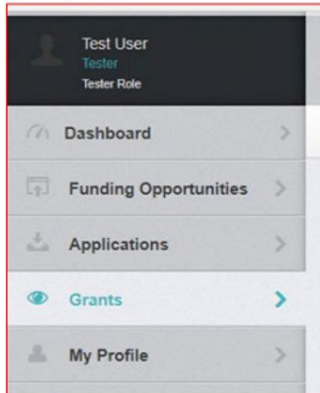 Test User
Tester
Tester Role
Dashboard
Funding Opportunities
Applications
Grants
My Profile